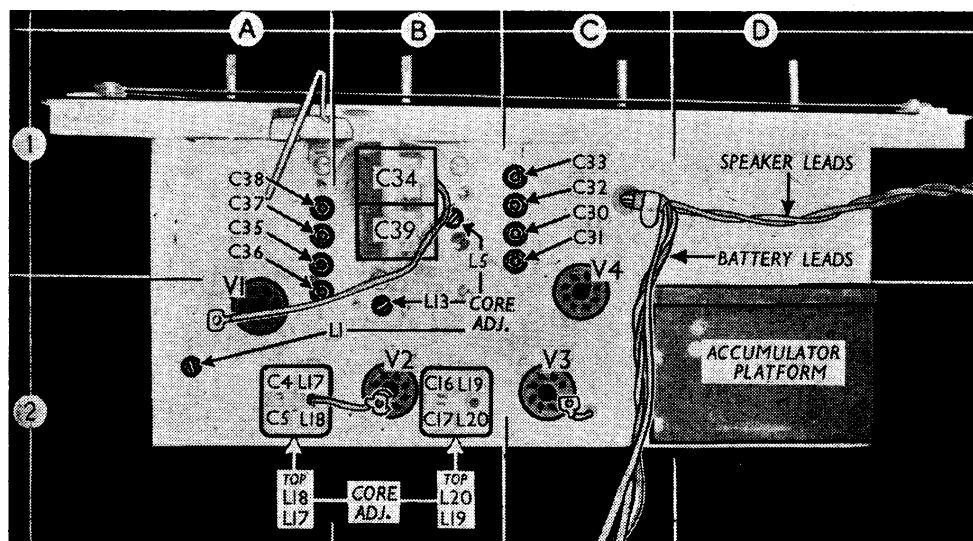 A B C D
1
2
C38
C37
C35
C36
C34
C39
C33
C32
C30
C31
SPEAKER LEADS
BATTERY LEADS
L5
V1
L13
CORE
ADJ.
L1
V4
V2
V3
ACCUMULATOR
PLATFORM
C4 L17
C5 L18
C16 L19
C17 L20
TOP
L18
L17
CORE
ADJ.
TOP
L20
L19